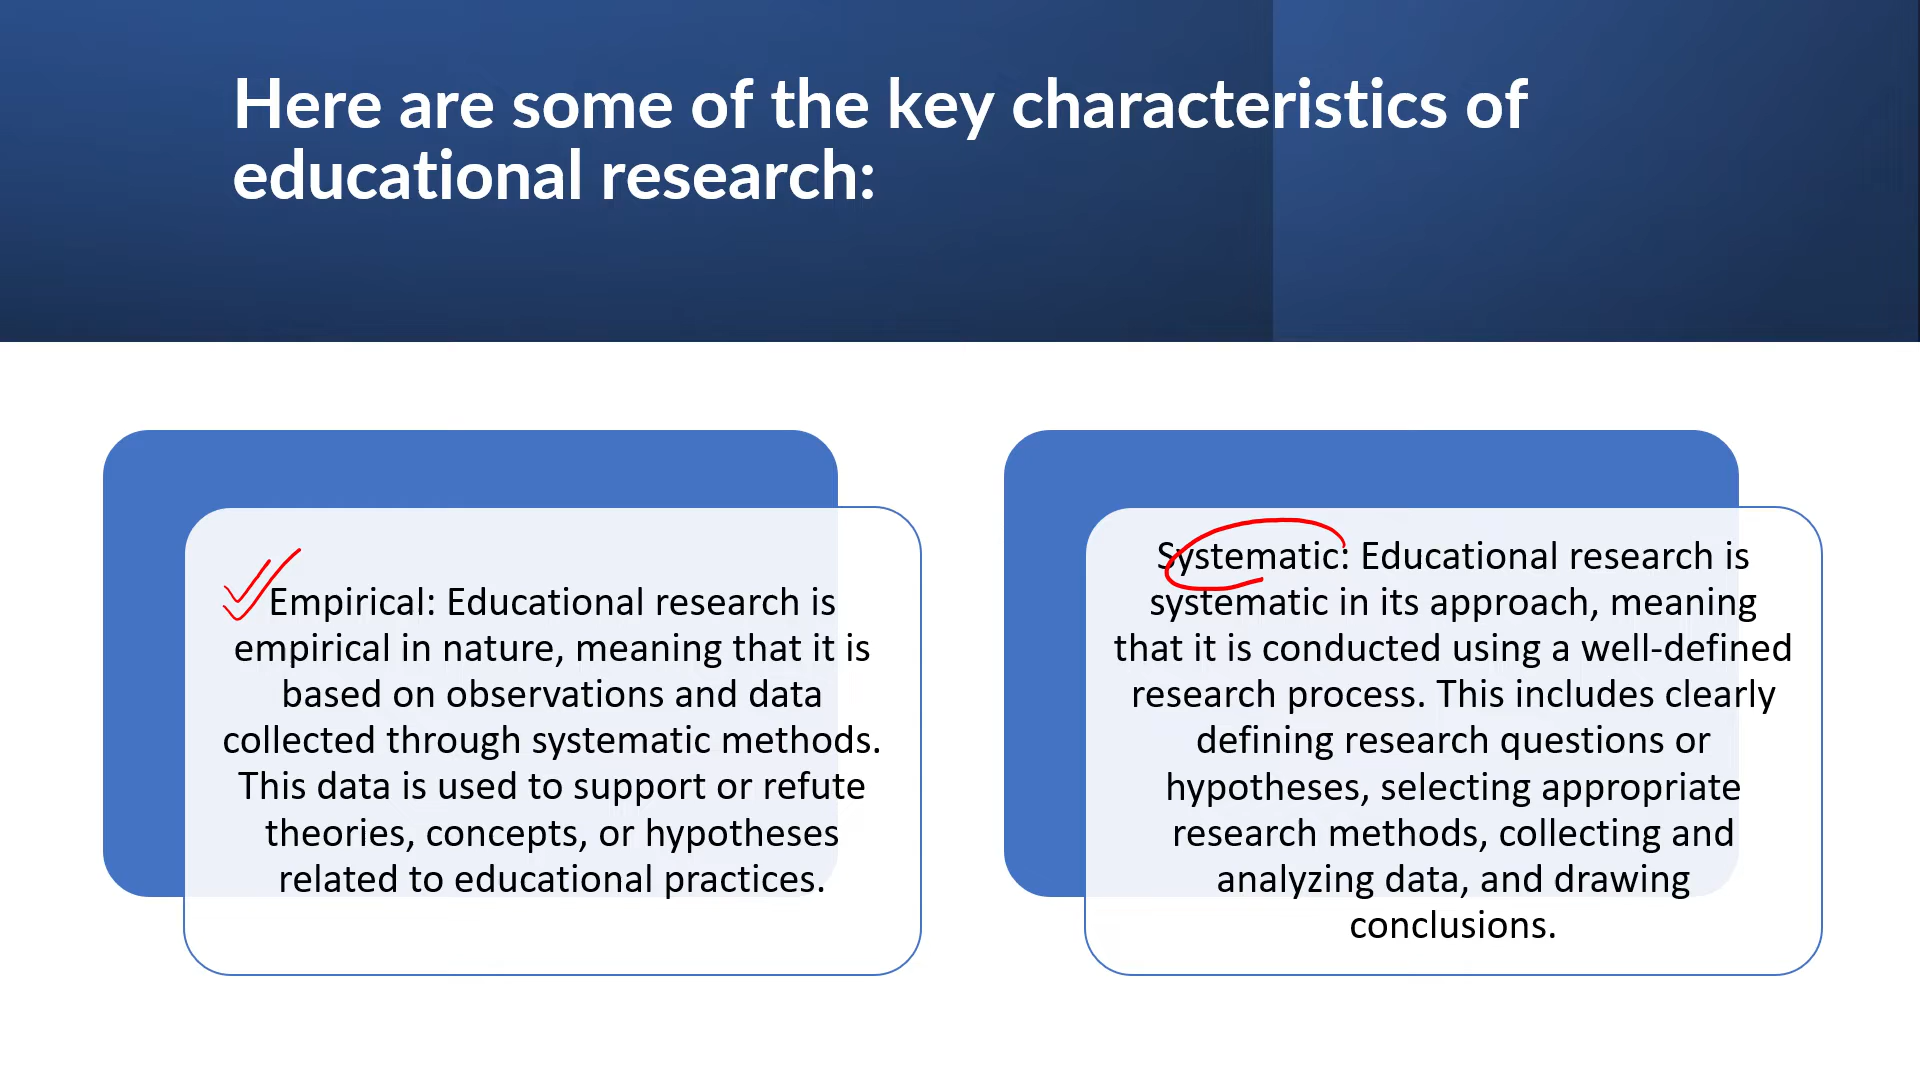 Here are some of the key characteristics of
educational research:
Empirical: Educational research is
empirical in nature, meaning that it is
based on observations and data
collected through systematic methods.
This data is used to support or refute
theories, concepts, or hypotheses
related to educational practices.
Systematic: Educational research is
systematic in its approach, meaning
that it is conducted using a well-defined
research process. This includes clearly
defining research questions or
hypotheses, selecting appropriate
research methods, collecting and
analyzing data, and drawing
conclusions.